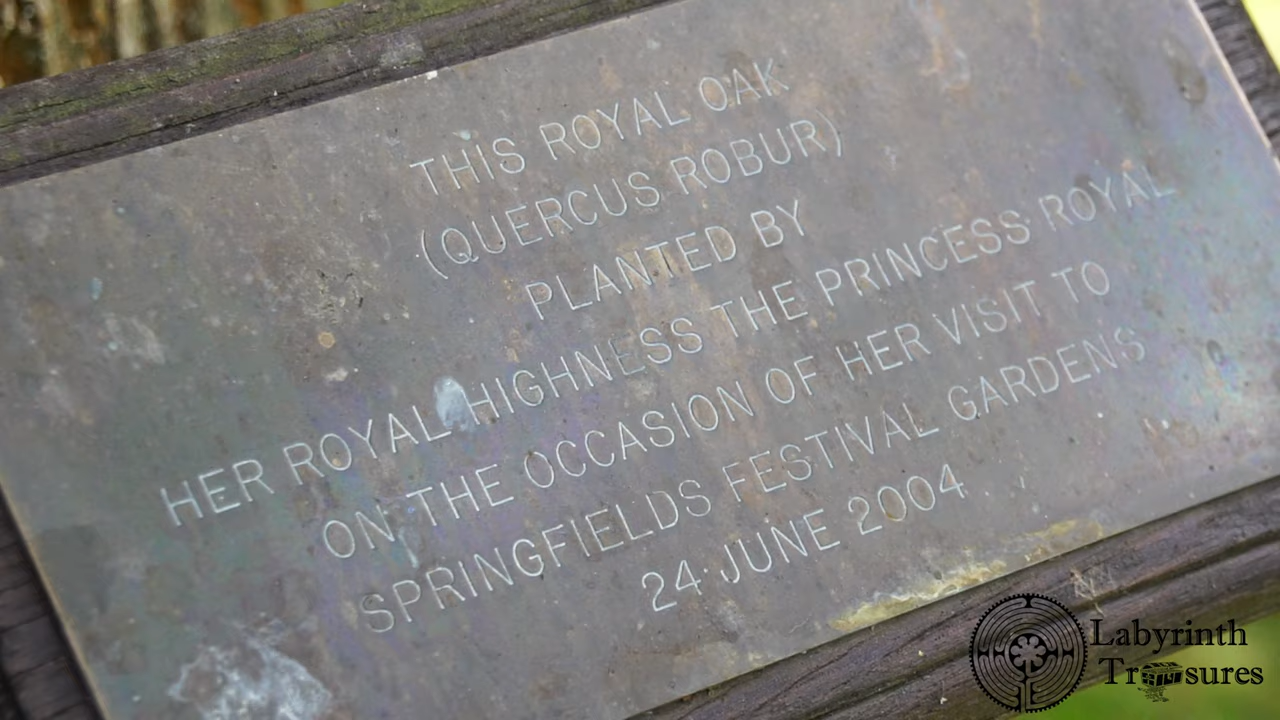 THIS ROYAL OAK
(QUERCUS ROBUR)
PLANTED BY
HER ROYAL HIGHNESS THE PRINCESS ROYAL
ON THE OCCASION OF HER VISIT TO
SPRINGFIELDS FESTIVAL GARDENS
24 JUNE 2004
Labyrinth
Treasures